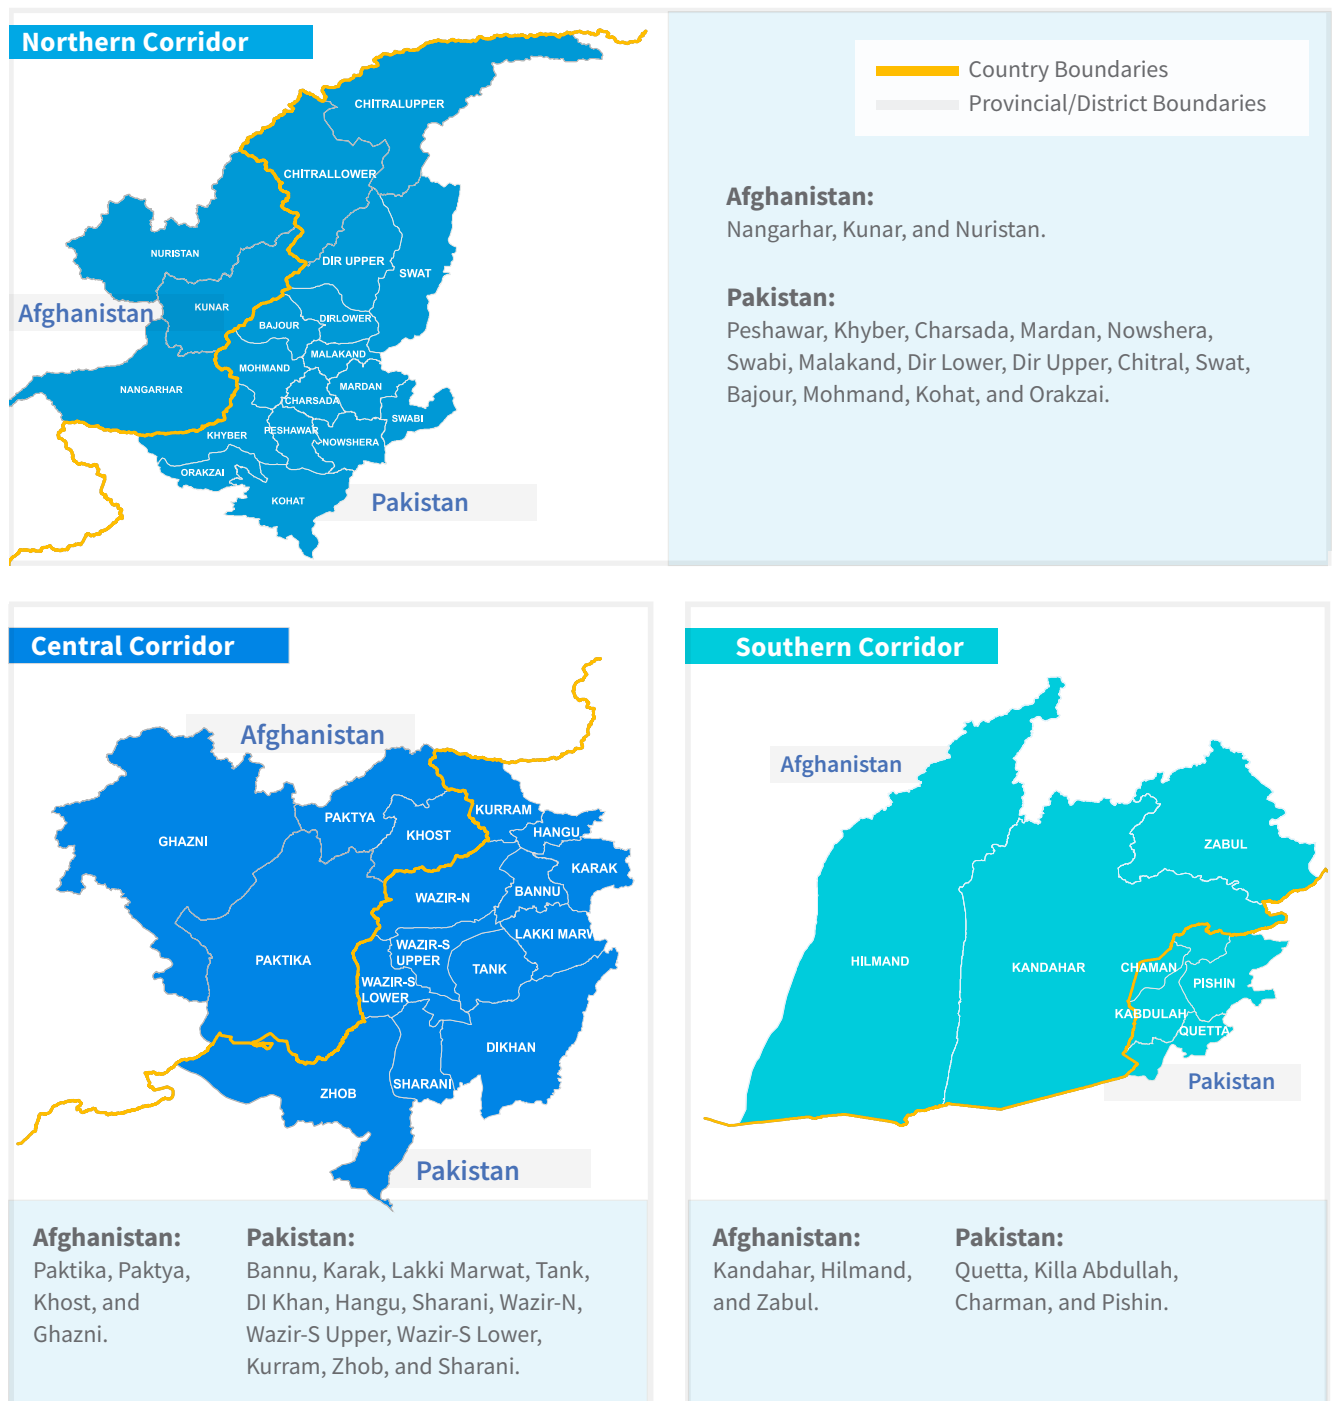 Northern Corridor
Country Boundaries
Provincial/District Boundaries
CHITRALUPPER
CHITRALLOWER
NURISTAN
DIR UPPER
SWAT
KUNAR
Afghanistan
BAJOUR
DIRLOWER
MALAKAND
MOHMAND
NANGARHAR
MARDAN
CHARSADA
SWABI
KHYBER
PESHAWAR
NOWSHERA
ORAKZAI
KOHAT
Pakistan
Afghanistan:
Nangarhar, Kunar, and Nuristan.
Pakistan:
Peshawar, Khyber, Charsada, Mardan, Nowshera,
Swabi, Malakand, Dir Lower, Dir Upper, Chitral, Swat,
Bajour, Mohmand, Kohat, and Orakzai.
Central Corridor
Afghanistan
KURRAM
PAKTYA
KHOST
HANGU
GHAZNI
KARAK
BANNU
WAZIR-N
LAKKI MARW
WAZIR-S
UPPER
PAKTIKA
TANK
WAZIR-S
LOWER
DIKHAN
SHARANI
ZHOB
Pakistan
Afghanistan:
Paktika, Paktya,
Khost, and
Ghazni.
Pakistan:
Bannu, Karak, Lakki Marwat, Tank,
DI Khan, Hangu, Sharani, Wazir-N,
Wazir-S Upper, Wazir-S Lower,
Kurram, Zhob, and Sharani.
Southern Corridor
Afghanistan
ZABUL
HILMAND
KANDAHAR
CHAMAN
PISHIN
KABDULAH
QUETTA
Pakistan
Afghanistan:
Kandahar, Hilmand,
and Zabul.
Pakistan:
Quetta, Killa Abdullah,
Charman, and Pishin.